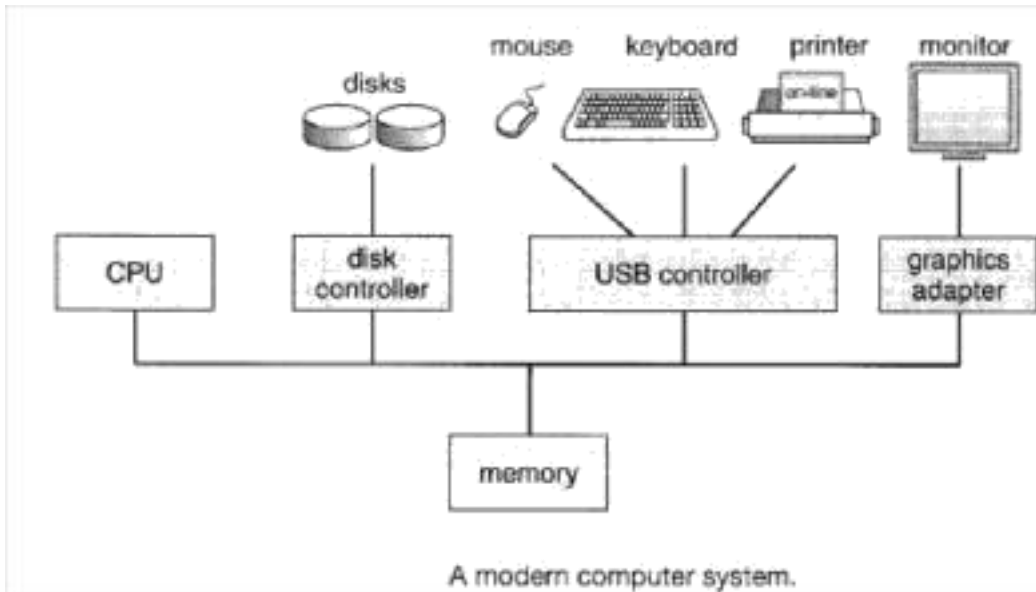 mouse keyboard printer monitor
disks
on-line
CPU
disk
controller
USB controller
graphics
adapter
memory
A modern computer system.